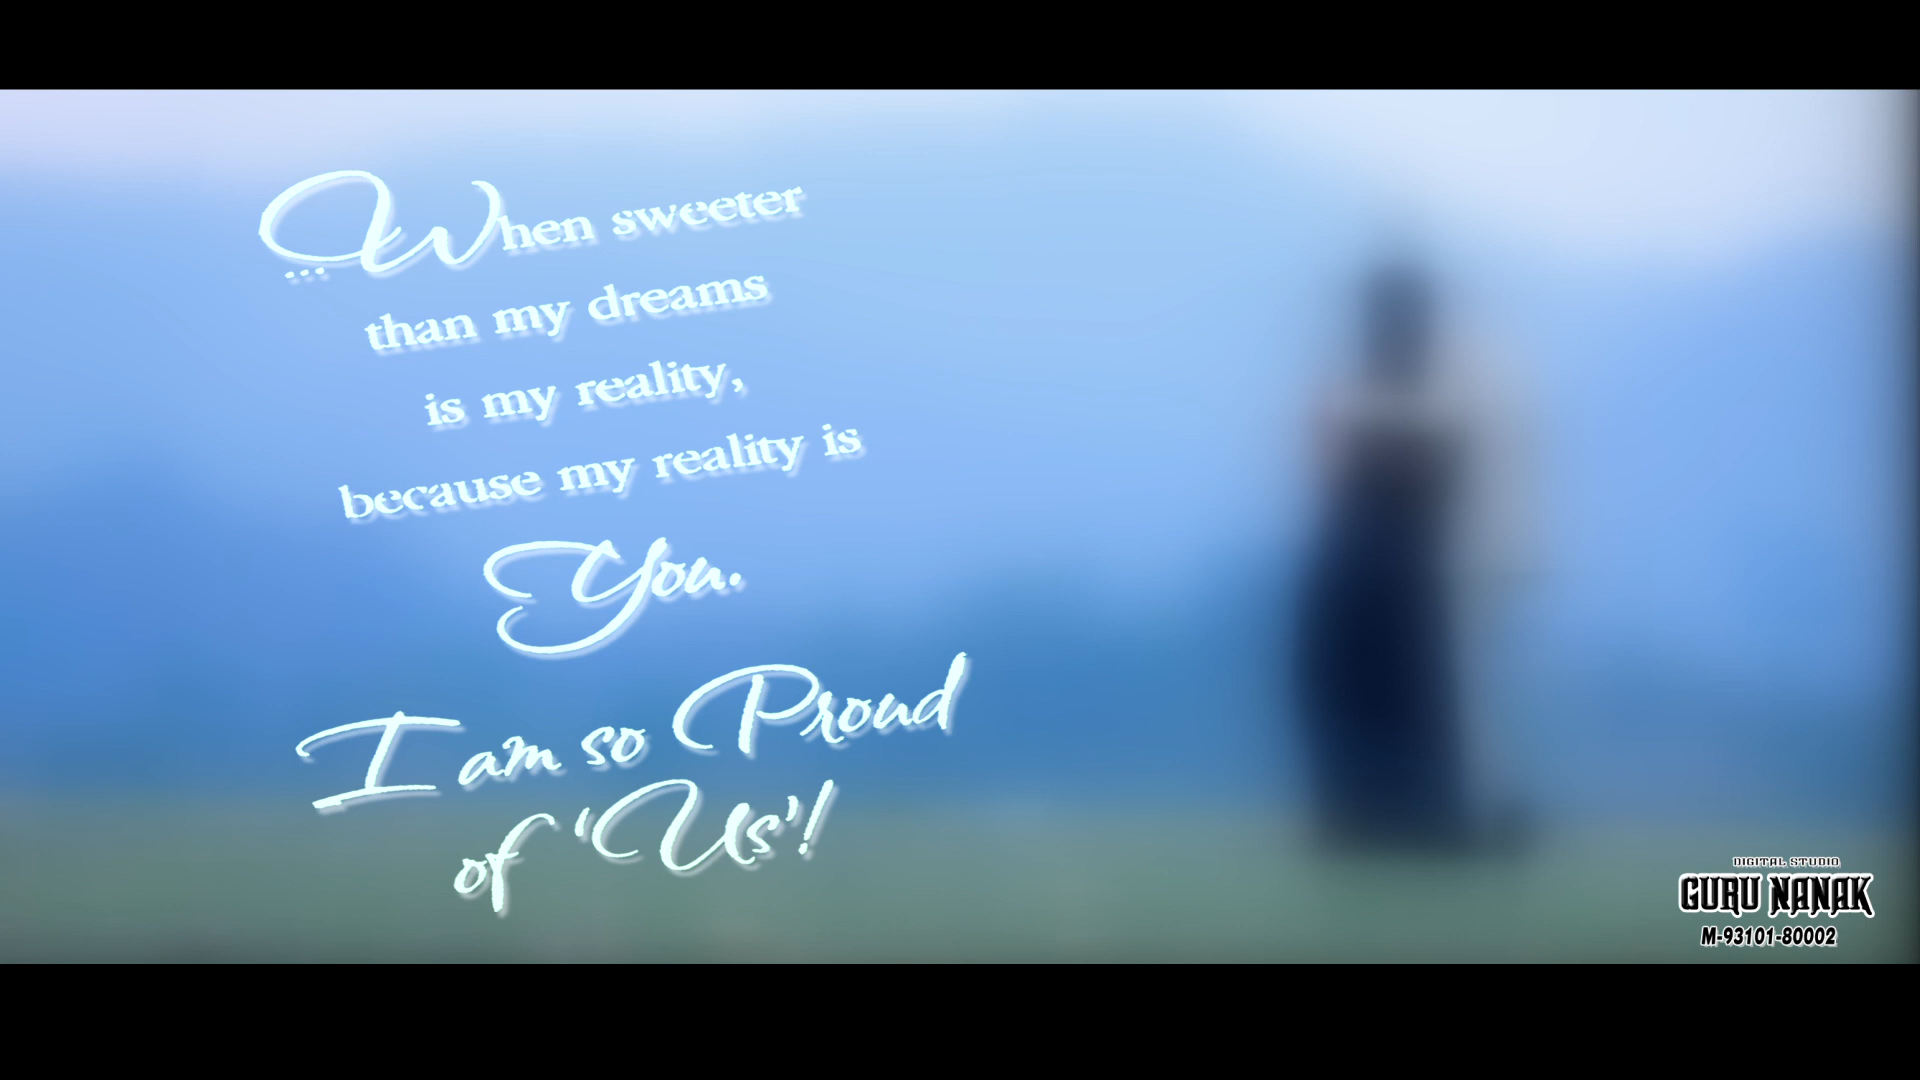 ...When sweeter
than my dreams
is my reality,
because my reality is
You.
I am so Proud
of 'Us'!
DIGITAL STUDIO
GURU NANAK
M-93101-80002